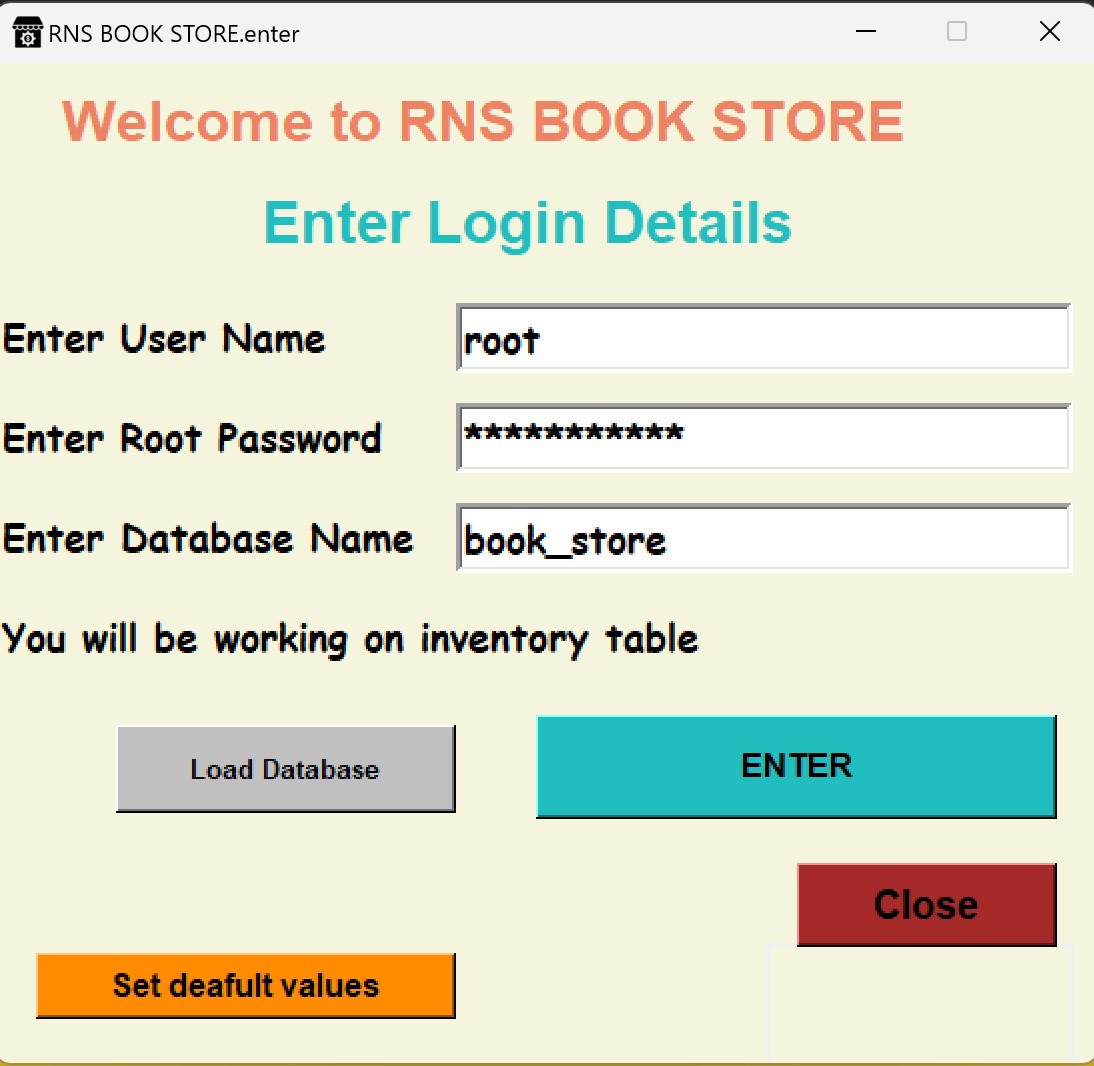 RNS BOOK STORE.enter
Welcome to RNS BOOK STORE
Enter Login Details
Enter User Name root
Enter Root Password ***********
Enter Database Name book_store
You will be working on inventory table
Load Database ENTER
Close
Set deafult values